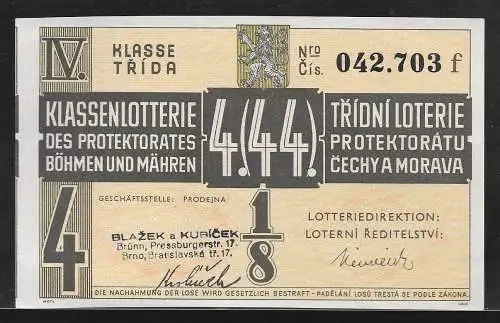 IV. KLASSE TŘÍDA
Nro Čís. 042.703 f
KLASSENLOTTERIE
DES PROTEKTORATES
BÖHMEN UND MÄHREN
4.(44).
TŘÍDNÍ LOTERIE
PROTEKTORÁTU
ČECHY A MORAVA
4
GESCHÄFTSSTELLE: PRODEJNA:
BLAŽEK & KUŘÍČEK
Brünn, Pressburgerstr. 17.
Brno, Bratislavská tř. 17.
1/8
LOTTERIEDIREKTION:
LOTERNÍ ŘEDITELSTVÍ:
DIE NACHAHMUNG DER LOSE WIRD GESETZLICH BESTRAFT - PADĚLÁNÍ LOSŮ TRESTÁ SE PODLE ZÁKONA.